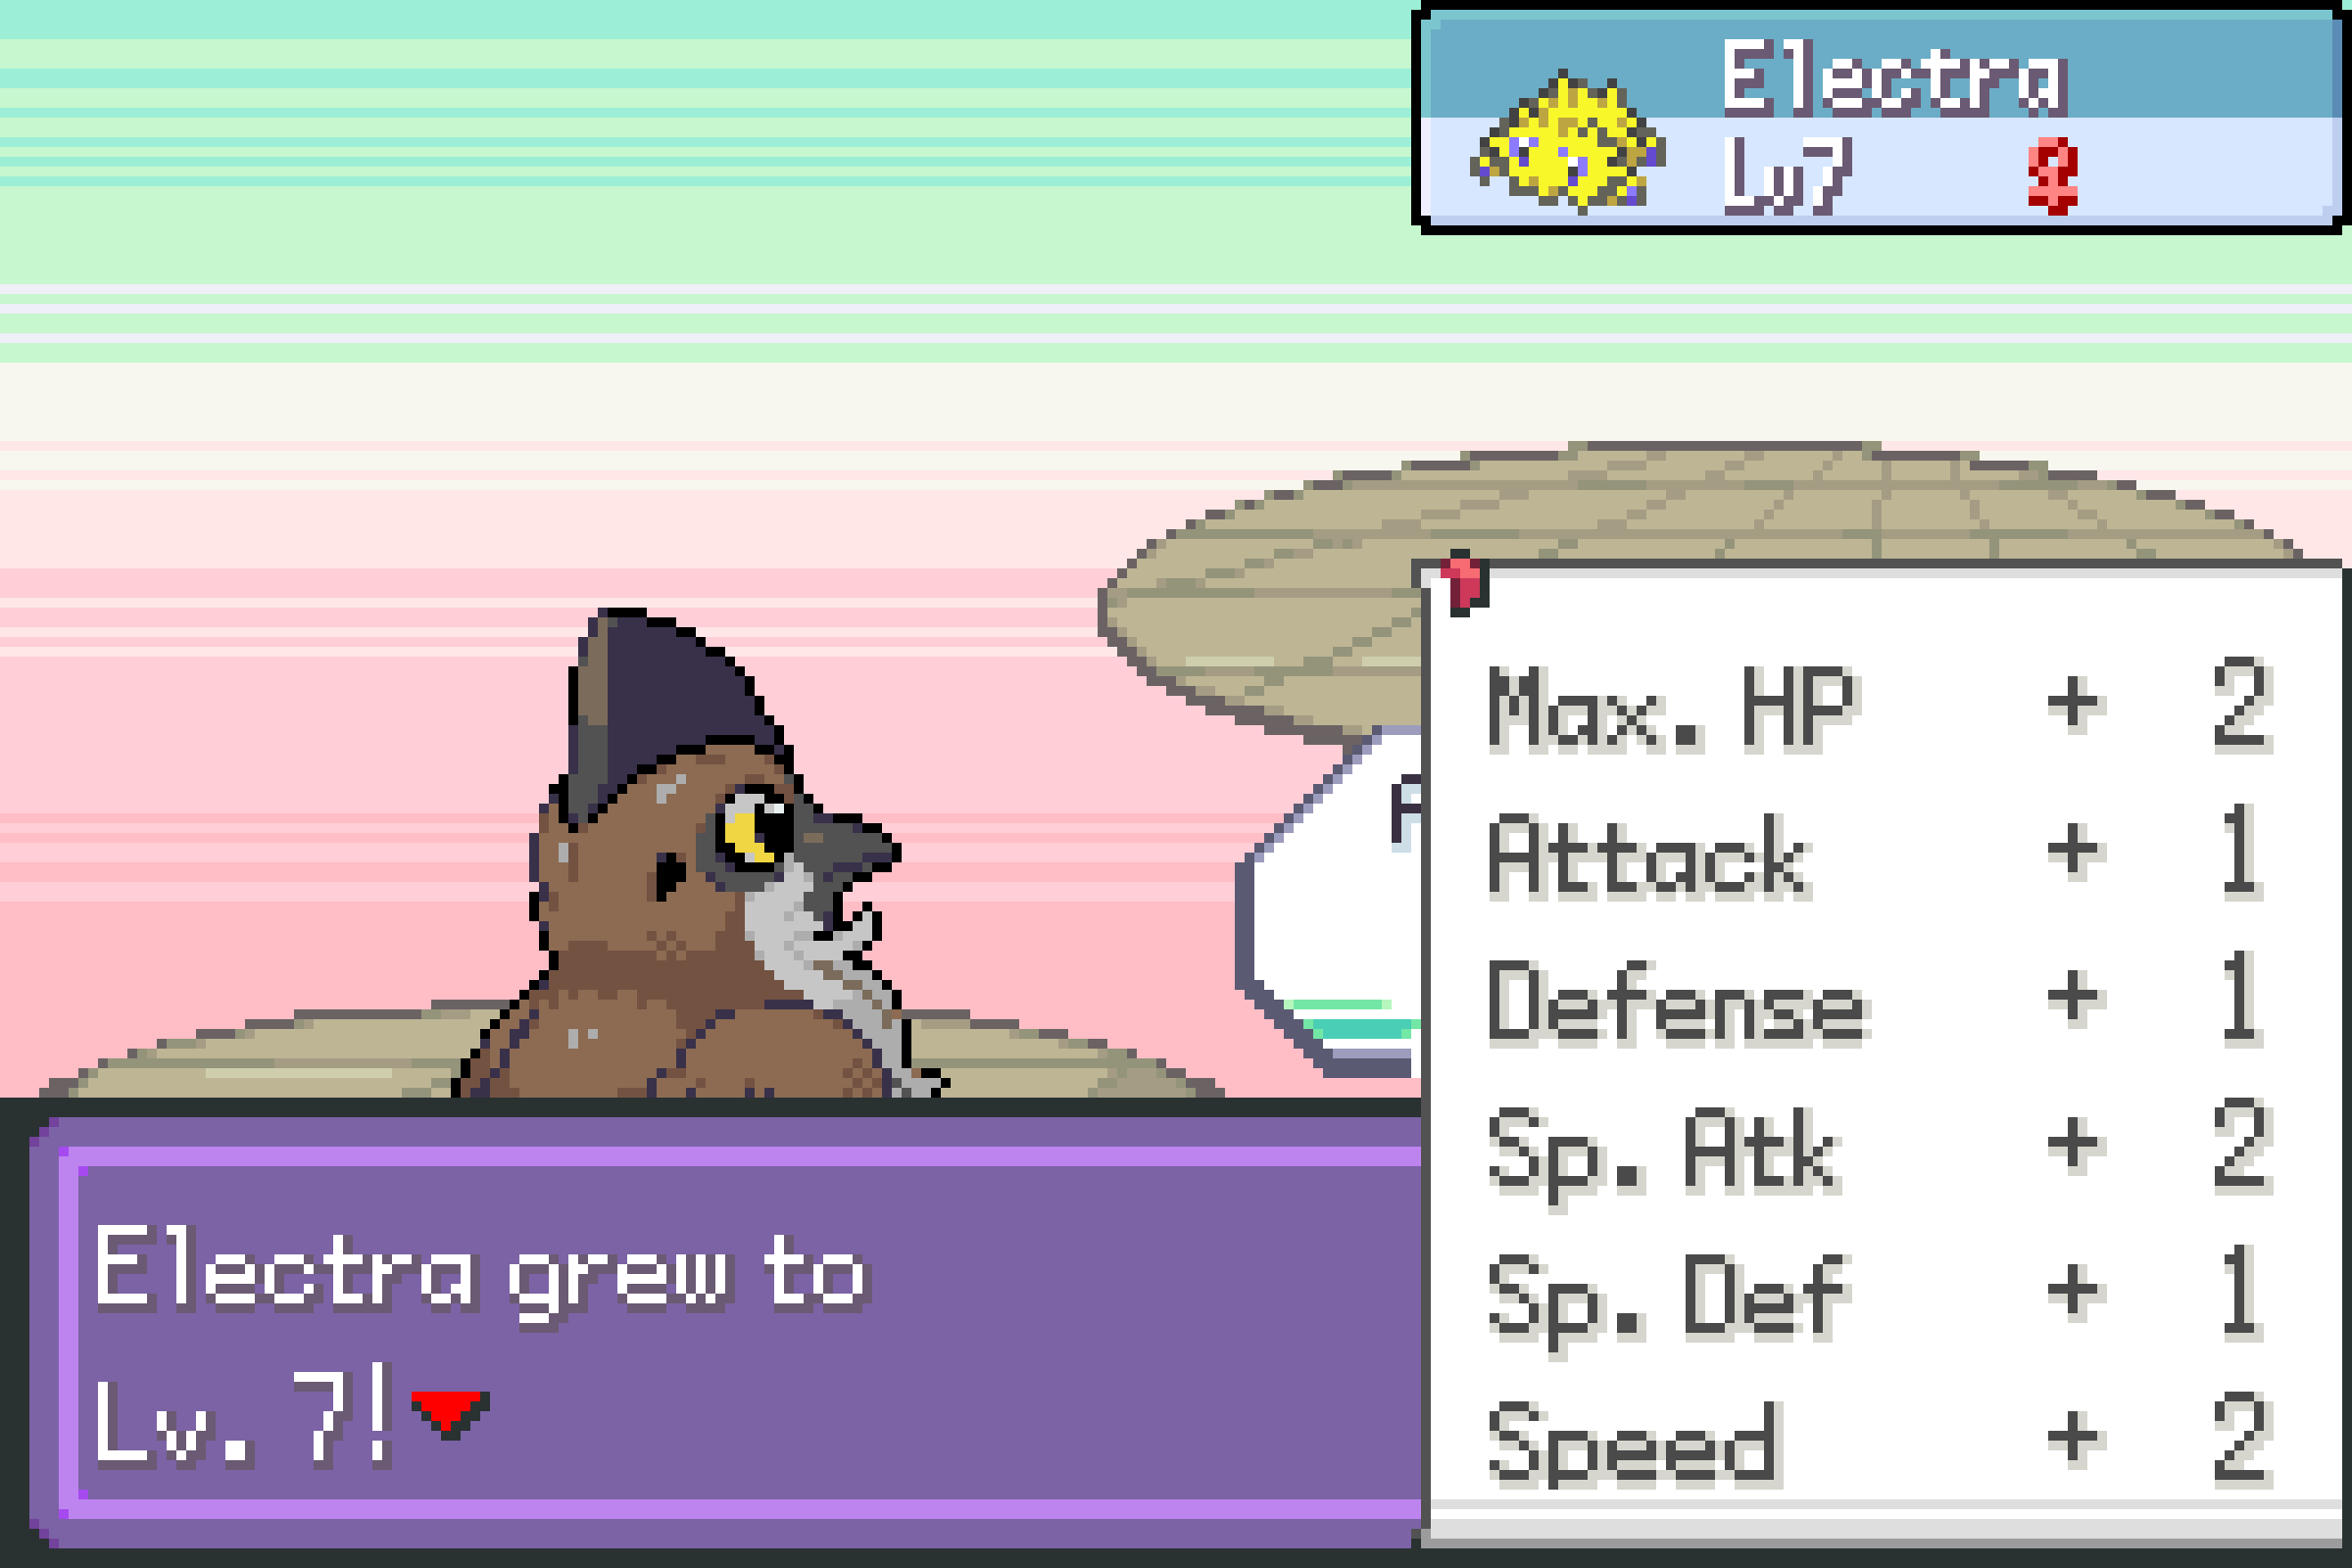 Electra
Lv7 ♀
Max. HP + 2
Attack + 1
Defense + 1
Sp. Atk + 2
Sp. Def + 1
Speed + 2
Electra grew to
Lv. 7!